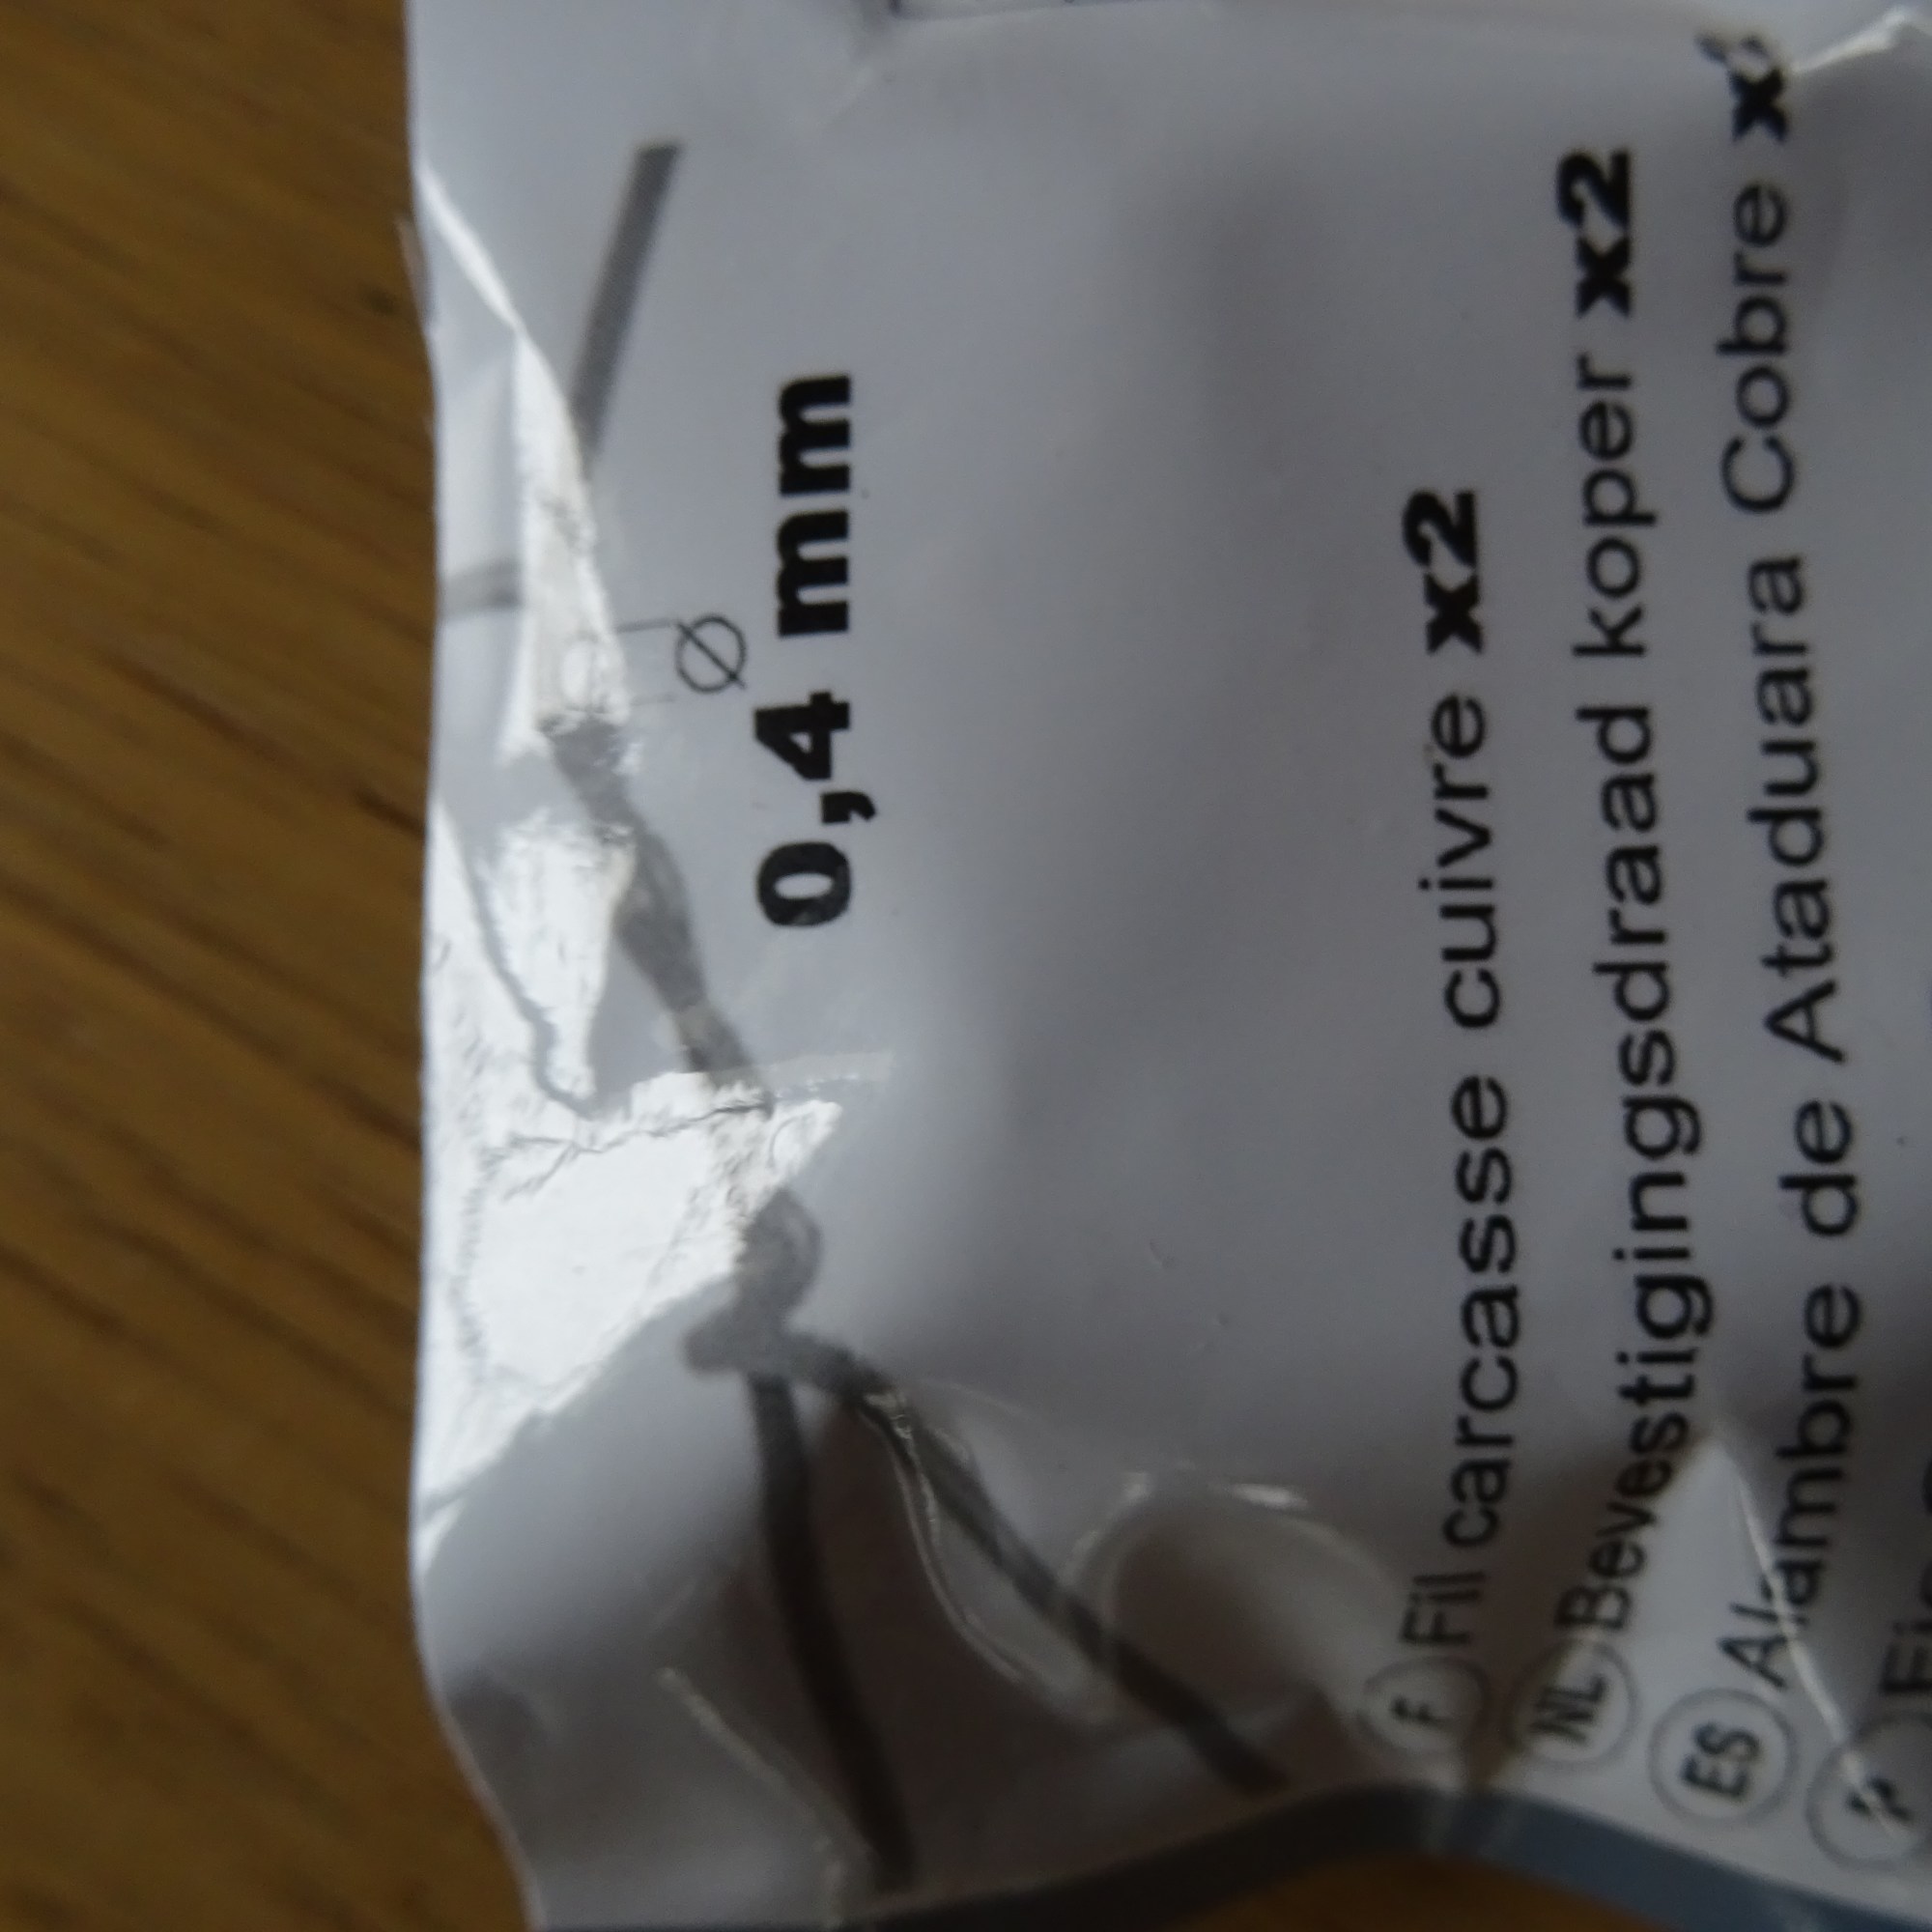 Ø
0,4 mm
F Fil carcasse cuivre x2
NL Bevestigingsdraad koper x2
ES Alambre de Ataduara Cobre
P